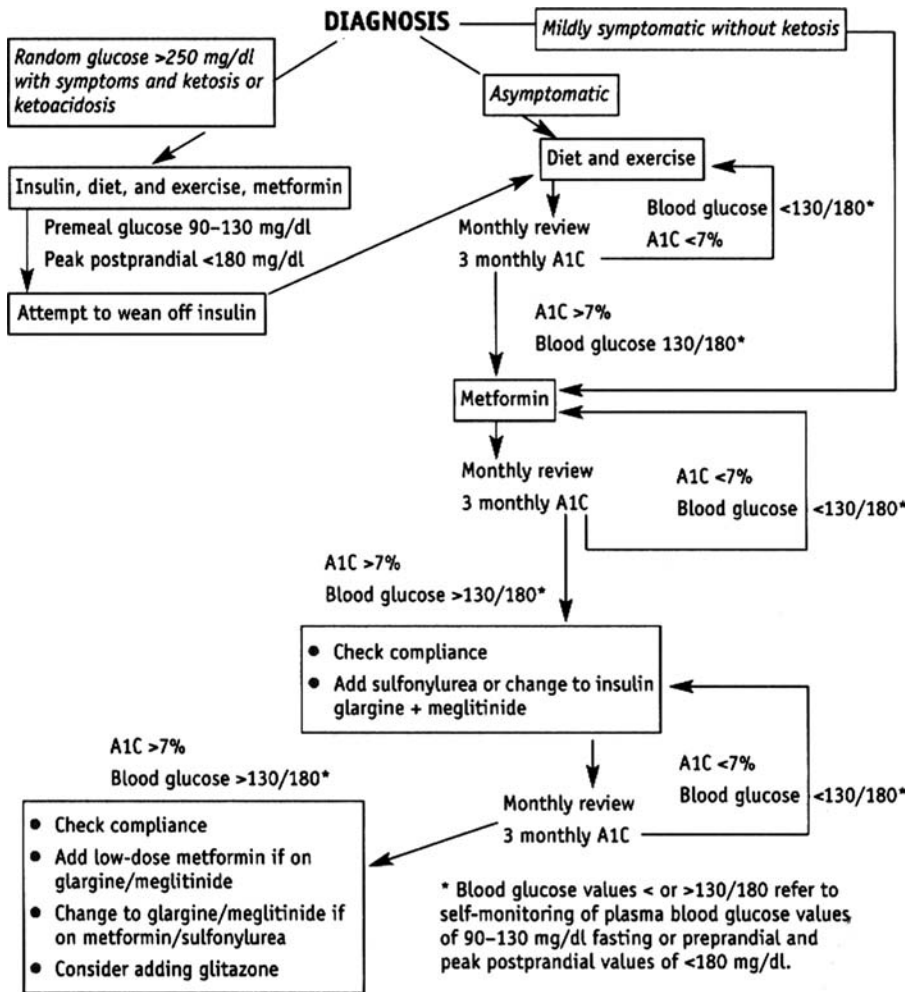 DIAGNOSIS
Mildly symptomatic without ketosis
Random glucose >250 mg/dl
with symptoms and ketosis or
ketoacidosis
Asymptomatic
Diet and exercise
Insulin, diet, and exercise, metformin
Premeal glucose 90–130 mg/dl
Peak postprandial <180 mg/dl
Attempt to wean off insulin
Monthly review
3 monthly A1C
Blood glucose <130/180*
A1C <7%
A1C >7%
Blood glucose 130/180*
Metformin
Monthly review
3 monthly A1C
A1C <7%
Blood glucose <130/180*
A1C >7%
Blood glucose >130/180*
• Check compliance
• Add sulfonylurea or change to insulin
glargine + meglitinide
A1C <7%
Blood glucose <130/180*
Monthly review
3 monthly A1C
A1C >7%
Blood glucose >130/180*
• Check compliance
• Add low-dose metformin if on
glargine/meglitinide
• Change to glargine/meglitinide if
on metformin/sulfonylurea
• Consider adding glitazone
* Blood glucose values < or >130/180 refer to
self-monitoring of plasma blood glucose values
of 90–130 mg/dl fasting or preprandial and
peak postprandial values of <180 mg/dl.